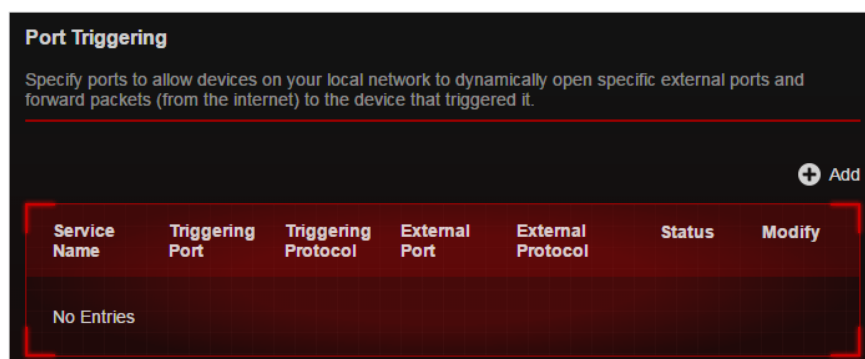 Port Triggering
Specify ports to allow devices on your local network to dynamically open specific external ports and
forward packets (from the internet) to the device that triggered it.
Add
Service Name Triggering Port Triggering Protocol External Port External Protocol Status Modify
No Entries